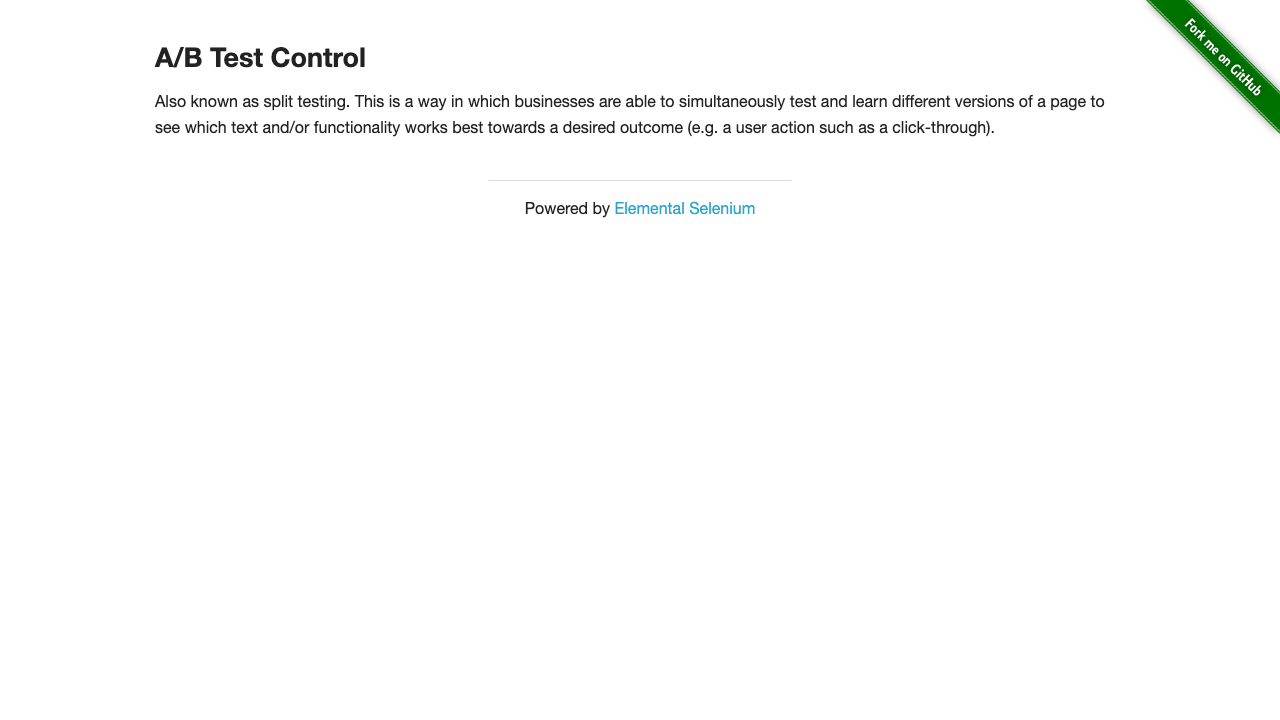 A/B Test Control
Also known as split testing. This is a way in which businesses are able to simultaneously test and learn different versions of a page to
see which text and/or functionality works best towards a desired outcome (e.g. a user action such as a click-through).
Powered by Elemental Selenium
Fork me on GitHub